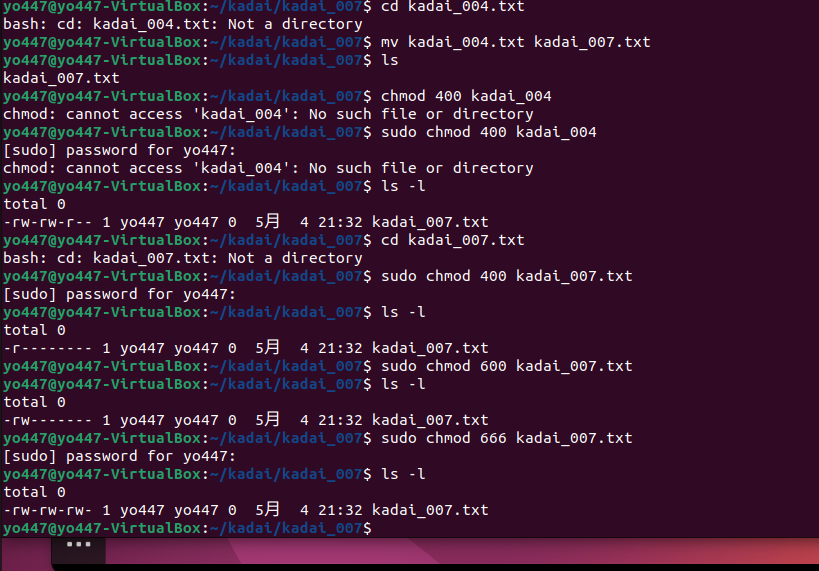 yo447@yo447-VirtualBox:~/kadai/kadai_007$ cd kadai_004.txt
bash: cd: kadai_004.txt: Not a directory
yo447@yo447-VirtualBox:~/kadai/kadai_007$ mv kadai_004.txt kadai_007.txt
yo447@yo447-VirtualBox:~/kadai/kadai_007$ ls
kadai_007.txt
yo447@yo447-VirtualBox:~/kadai/kadai_007$ chmod 400 kadai_004
chmod: cannot access 'kadai_004': No such file or directory
yo447@yo447-VirtualBox:~/kadai/kadai_007$ sudo chmod 400 kadai_004
[sudo] password for yo447:
chmod: cannot access 'kadai_004': No such file or directory
yo447@yo447-VirtualBox:~/kadai/kadai_007$ ls -l
total 0
-rw-rw-r-- 1 yo447 yo447 0  5月  4 21:32 kadai_007.txt
yo447@yo447-VirtualBox:~/kadai/kadai_007$ cd kadai_007.txt
bash: cd: kadai_007.txt: Not a directory
yo447@yo447-VirtualBox:~/kadai/kadai_007$ sudo chmod 400 kadai_007.txt
[sudo] password for yo447:
yo447@yo447-VirtualBox:~/kadai/kadai_007$ ls -l
total 0
-r-------- 1 yo447 yo447 0  5月  4 21:32 kadai_007.txt
yo447@yo447-VirtualBox:~/kadai/kadai_007$ sudo chmod 600 kadai_007.txt
yo447@yo447-VirtualBox:~/kadai/kadai_007$ ls -l
total 0
-rw------- 1 yo447 yo447 0  5月  4 21:32 kadai_007.txt
yo447@yo447-VirtualBox:~/kadai/kadai_007$ sudo chmod 666 kadai_007.txt
[sudo] password for yo447:
yo447@yo447-VirtualBox:~/kadai/kadai_007$ ls -l
total 0
-rw-rw-rw- 1 yo447 yo447 0  5月  4 21:32 kadai_007.txt
yo447@yo447-VirtualBox:~/kadai/kadai_007$